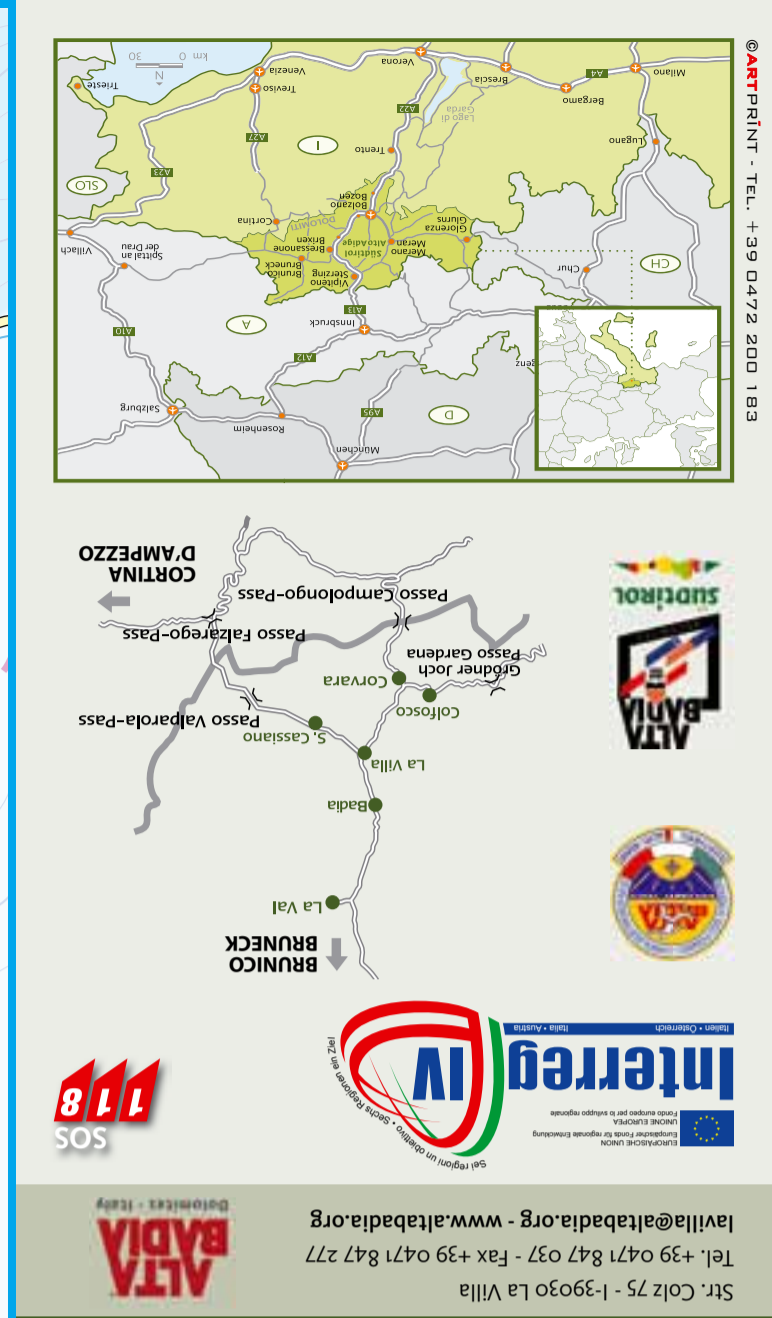 Str. Colz 75 - I-39030 La Villa
Tel. +39 0471 847 037 - Fax +39 0471 847 277
lavilla@altabadia.org - www.altabadia.org
ALTA
BADIA
Dolomites - Italy
EUROPÄISCHE UNION
Europäischer Fonds für regionale Entwicklung
UNIONE EUROPEA
Fondo europeo per lo sviluppo regionale
Interreg IV
Italien • Österreich Italia • Austria
Sei regioni un obiettivo • Sechs Regionen ein Ziel
SOS
118
BRUNICO
BRUNECK
La Val
Badia
La Villa
S. Cassiano
Colfosco
Corvara
Passo Valparola-Pass
Grödner Joch
Passo Gardena
Passo Falzarego-Pass
Passo Campolongo-Pass
CORTINA
D'AMPEZZO
ALTA
BADIA
SÜDTIROL
München
D
A95
Rosenheim
Salzburg
A12
A10
Innsbruck
A
A13
CH
Chur
Spittal an
der Drau
Villach
Vipiteno
Sterzing
Brunico
Bruneck
Bressanone
Brixen
Merano
Meran
Südtirol
Alto Adige
Glorenza
Glurns
Cortina
DOLOMITI
Bolzano
Bozen
SLO
A23
I
Trento
Lugano
A27
A22
Lago di
Garda
Bergamo
Trieste
Treviso
Venezia
Verona
Brescia
A4
Milano
N
km 0 30
©ARTPRINT - TEL. +39 0472 200 183